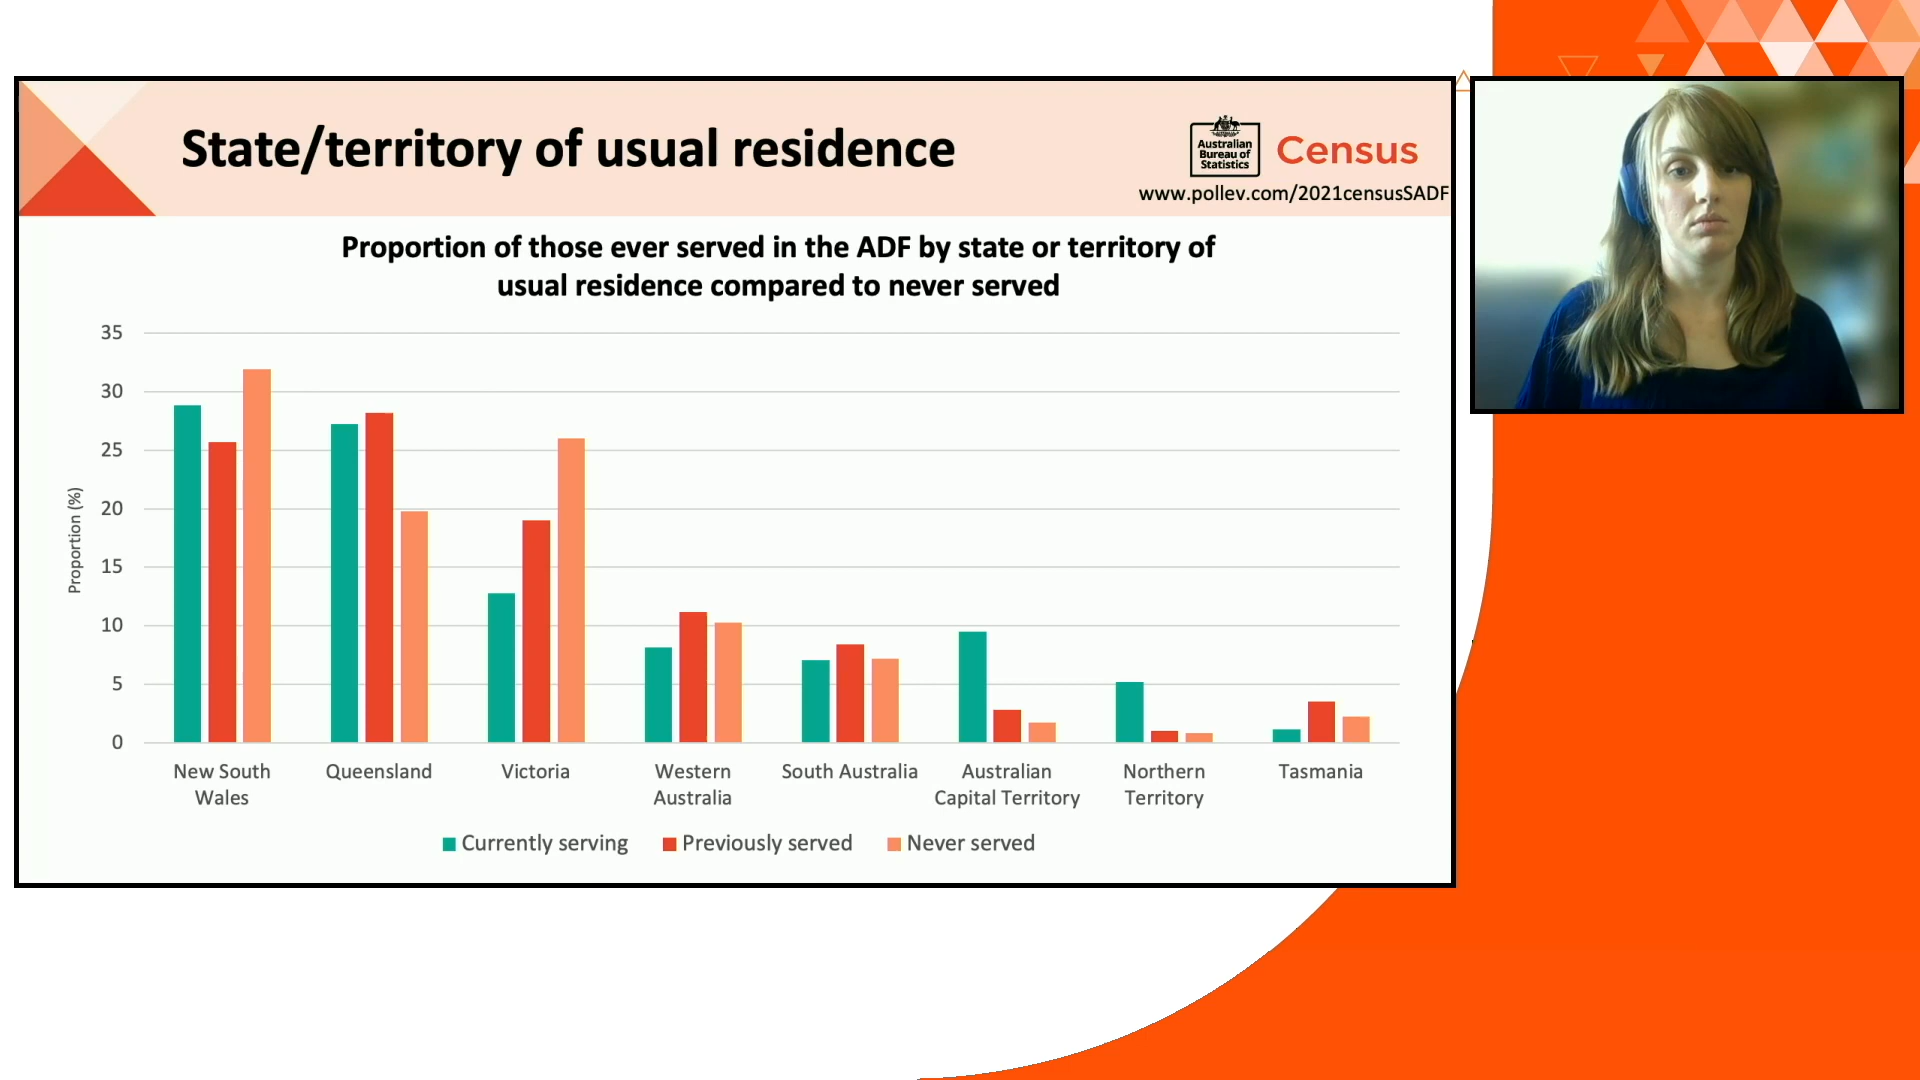 State/territory of usual residence
Australian
Bureau of
Statistics
Census
www.pollev.com/2021censusSADF
Proportion of those ever served in the ADF by state or territory of
usual residence compared to never served
Proportion (%)
35
30
25
20
15
10
5
0
New South
Wales
Queensland
Victoria
Western
Australia
South Australia
Australian
Capital Territory
Northern
Territory
Tasmania
Currently serving
Previously served
Never served